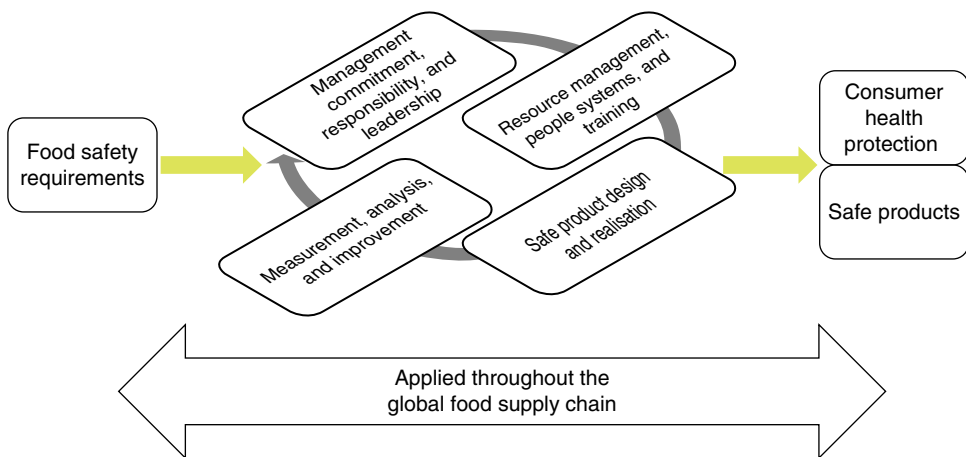 Food safety
requirements
Management
commitment,
responsibility, and
leadership
Resource management,
people systems, and
training
Measurement, analysis,
and improvement
Safe product design
and realisation
Consumer
health
protection
Safe products
Applied throughout the
global food supply chain